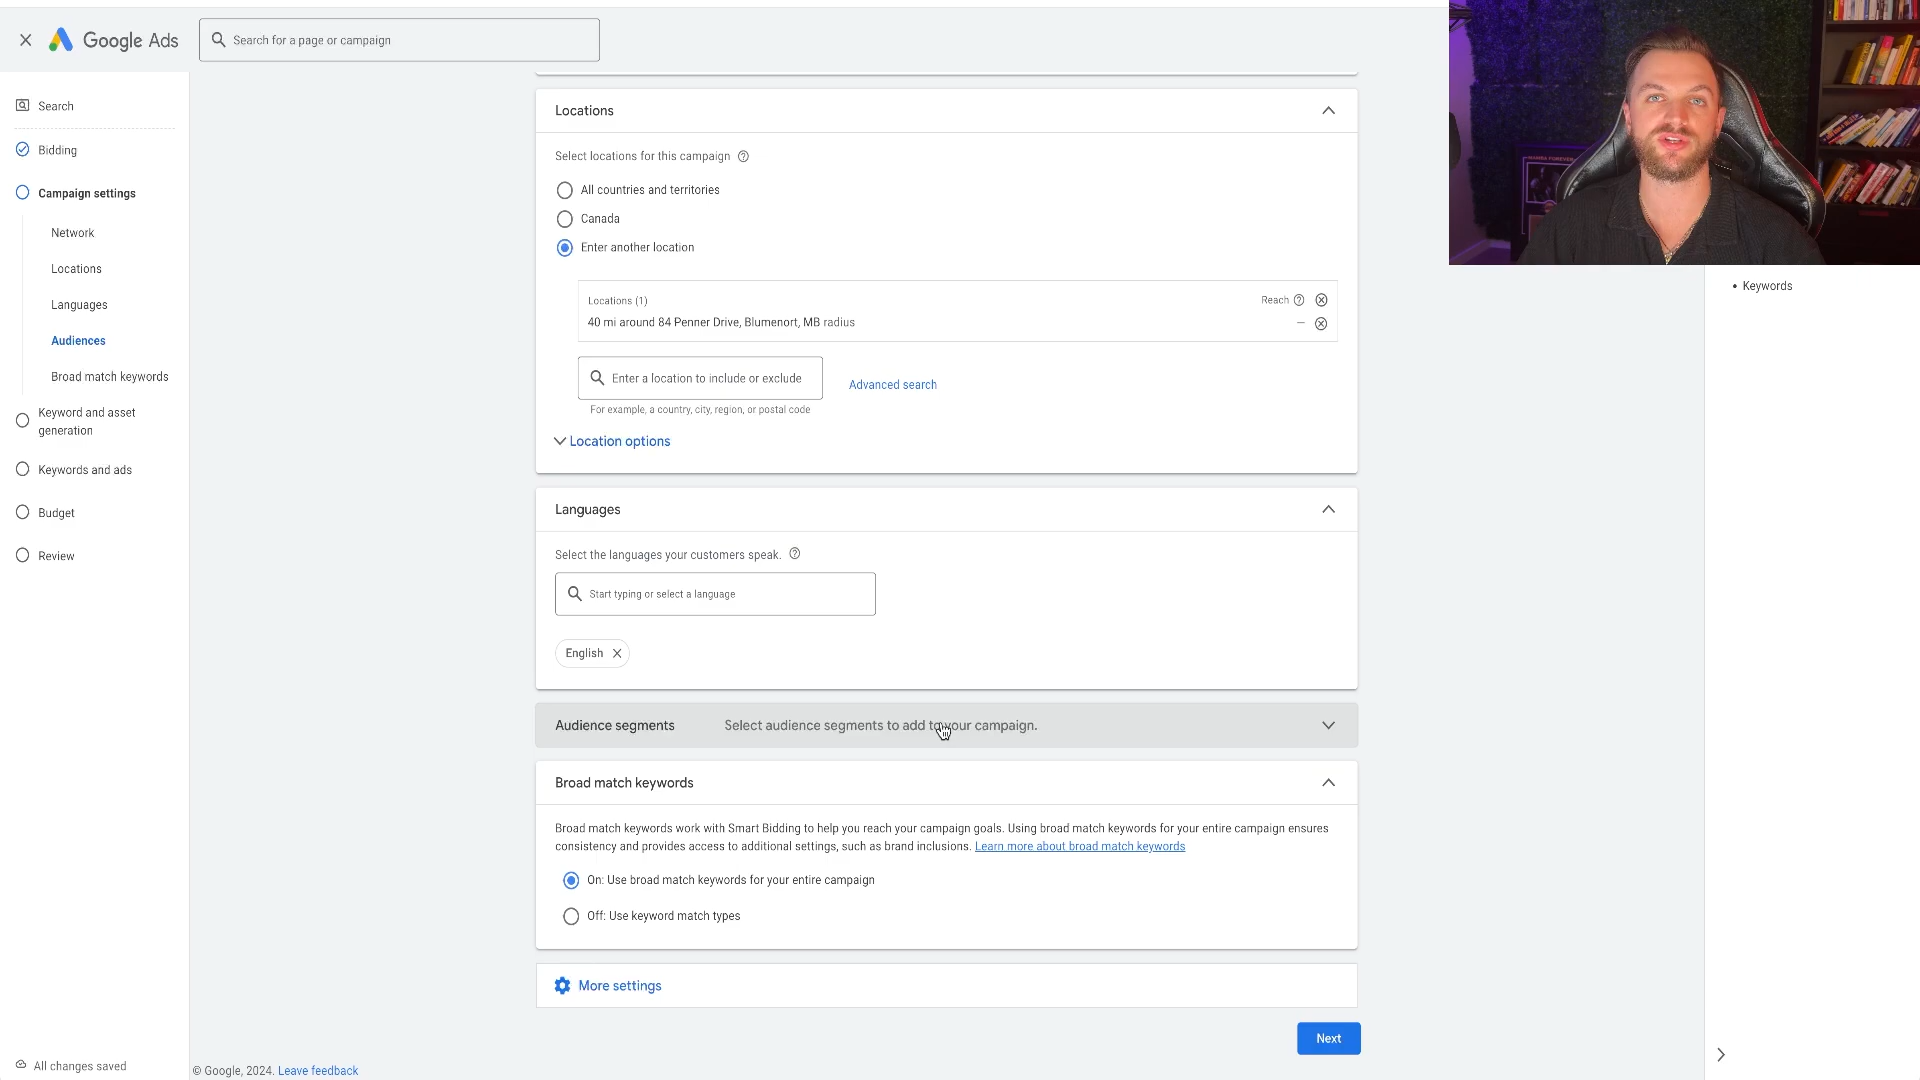 Google Ads
Search for a page or campaign
Search
Bidding
Campaign settings
Network
Locations
Languages
Audiences
Broad match keywords
Keyword and asset
generation
Keywords and ads
Budget
Review
All changes saved
Locations
Select locations for this campaign
All countries and territories
Canada
Enter another location
Locations (1)
Reach
40 mi around 84 Penner Drive, Blumenort, MB radius
Enter a location to include or exclude
Advanced search
For example, a country, city, region, or postal code
Location options
Languages
Select the languages your customers speak.
Start typing or select a language
English
Audience segments
Select audience segments to add to your campaign.
Broad match keywords
Broad match keywords work with Smart Bidding to help you reach your campaign goals. Using broad match keywords for your entire campaign ensures
consistency and provides access to additional settings, such as brand inclusions. Learn more about broad match keywords
On: Use broad match keywords for your entire campaign
Off: Use keyword match types
More settings
Next
© Google, 2024. Leave feedback
• Keywords